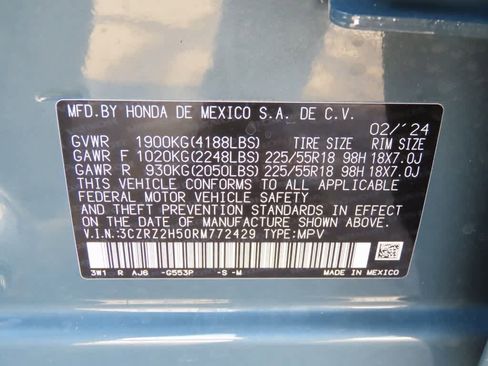 MFD.BY HONDA DE MEXICO S.A. DE C.V.
02/'24
GVWR 1900KG(4188LBS) TIRE SIZE RIM SIZE
GAWR F 1020KG(2248LBS) 225/55R18 98H 18X7.0J
GAWR R 930KG(2050LBS) 225/55R18 98H 18X7.0J
THIS VEHICLE CONFORMS TO ALL APPLICABLE
FEDERAL MOTOR VEHICLE SAFETY
AND THEFT PREVENTION STANDARDS IN EFFECT
ON THE DATE OF MANUFACTURE SHOWN ABOVE.
V.I.N.:3CZRZ2H50RM772429 TYPE:MPV
3W1 R AJ6 -G553P -S -M MADE IN MEXICO